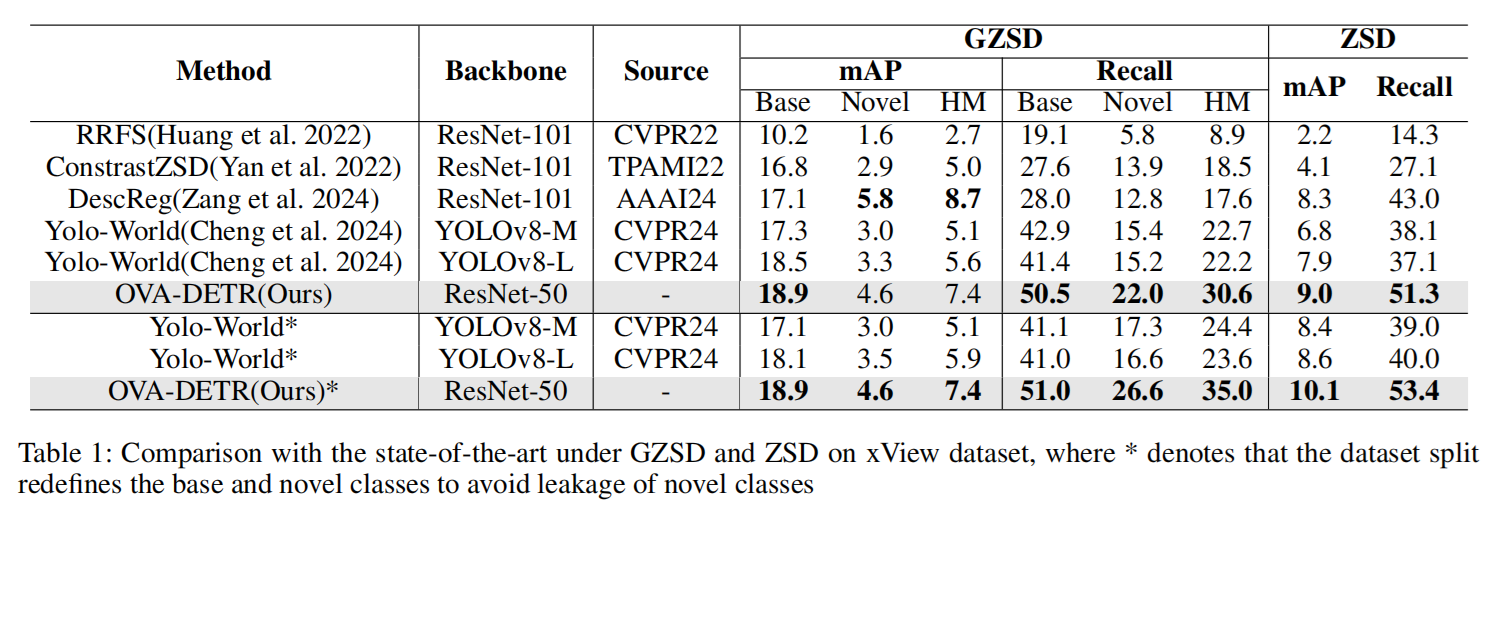 Method Backbone Source GZSD ZSD
mAP Recall mAP Recall
Base Novel HM Base Novel HM
RRFS(Huang et al. 2022) ResNet-101 CVPR22 10.2 1.6 2.7 19.1 5.8 8.9 2.2 14.3
ConstrastZSD(Yan et al. 2022) ResNet-101 TPAMI22 16.8 2.9 5.0 27.6 13.9 18.5 4.1 27.1
DescReg(Zang et al. 2024) ResNet-101 AAAI24 17.1 5.8 8.7 28.0 12.8 17.6 8.3 43.0
Yolo-World(Cheng et al. 2024) YOLOv8-M CVPR24 17.3 3.0 5.1 42.9 15.4 22.7 6.8 38.1
Yolo-World(Cheng et al. 2024) YOLOv8-L CVPR24 18.5 3.3 5.6 41.4 15.2 22.2 7.9 37.1
OVA-DETR(Ours) ResNet-50 - 18.9 4.6 7.4 50.5 22.0 30.6 9.0 51.3
Yolo-World* YOLOv8-M CVPR24 17.1 3.0 5.1 41.1 17.3 24.4 8.4 39.0
Yolo-World* YOLOv8-L CVPR24 18.1 3.5 5.9 41.0 16.6 23.6 8.6 40.0
OVA-DETR(Ours)* ResNet-50 - 18.9 4.6 7.4 51.0 26.6 35.0 10.1 53.4
Table 1: Comparison with the state-of-the-art under GZSD and ZSD on xView dataset, where * denotes that the dataset split
redefines the base and novel classes to avoid leakage of novel classes